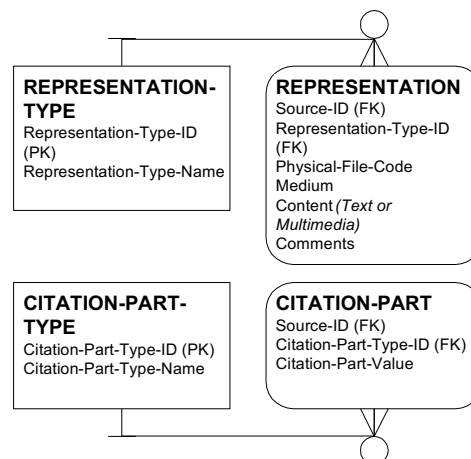 REPRESENTATION-
TYPE
Representation-Type-ID
(PK)
Representation-Type-Name
REPRESENTATION
Source-ID (FK)
Representation-Type-ID
(FK)
Physical-File-Code
Medium
Content (Text or
Multimedia)
Comments
CITATION-PART-
TYPE
Citation-Part-Type-ID (PK)
Citation-Part-Type-Name
CITATION-PART
Source-ID (FK)
Citation-Part-Type-ID (FK)
Citation-Part-Value